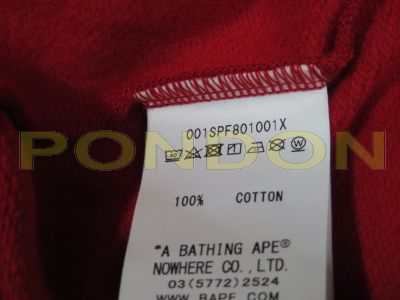 001SPF801001X
PONDON
100% COTTON
*A BATHING APE®
NOWHERE CO.,LTD.
03(5772)2524
WWW.BAPE.COM